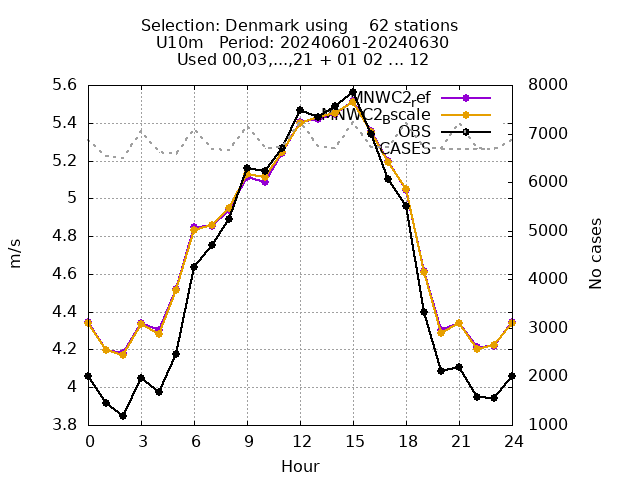 Selection: Denmark using 62 stations
U10m Period: 20240601-20240630
Used 00,03,...,21 + 01 02 ... 12
5.6
5.4
5.2
5
4.8
4.6
4.4
4.2
4
3.8
m/s
8000
7000
6000
5000
4000
3000
2000
1000
No cases
MNWC2ref
MNWC2Bscale
OBS
CASES
0 3 6 9 12 15 18 21 24
Hour